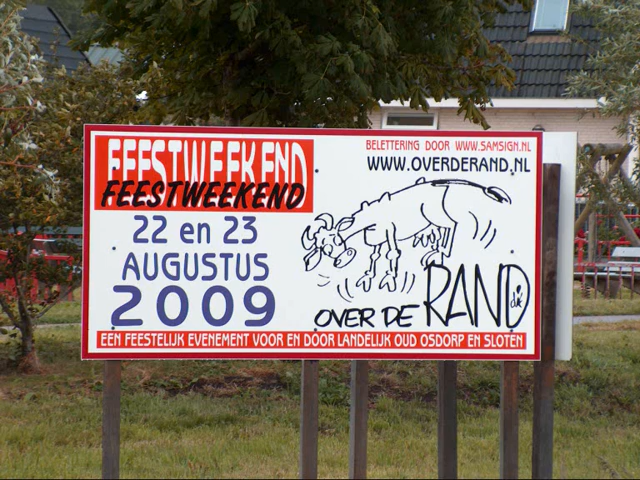 FEESTWEEKEND
FEESTWEEKEND
22 en 23
AUGUSTUS
2009
BELETTERING DOOR WWW.SAMSIGN.NL
WWW.OVERDERAND.NL
OVER DE RAND
EEN FEESTELIJK EVENEMENT VOOR EN DOOR LANDELIJK OUD OSDORP EN SLOTEN